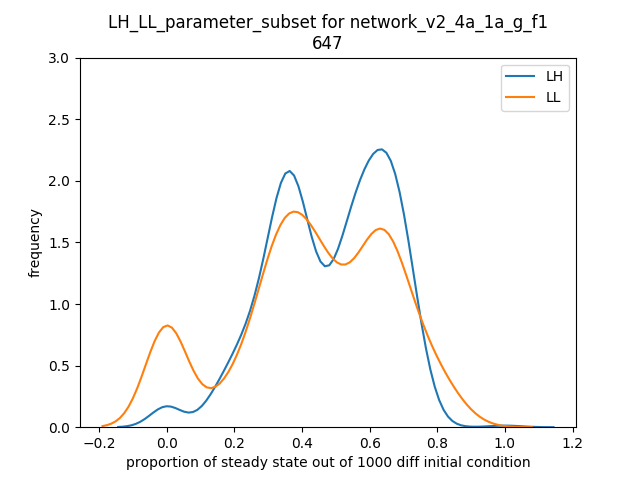 LH_LL_parameter_subset for network_v2_4a_1a_g_f1
647
3.0
2.5
2.0
1.5
1.0
0.5
0.0
frequency
LH
LL
−0.2 0.0 0.2 0.4 0.6 0.8 1.0 1.2
proportion of steady state out of 1000 diff initial condition